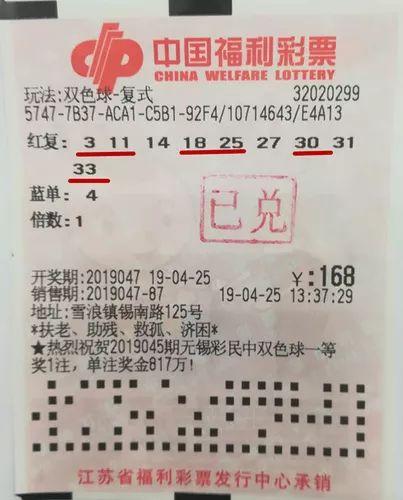 中国福利彩票
CHINA WELFARE LOTTERY
玩法:双色球-复式 32020299
5747-7B37-ACA1-C5B1-92F4/10714643/E4A13
红复: 3 11 14 18 25 27 30 31
33
蓝单: 4
倍数:1
已兑
开奖期:2019047 19-04-25 ¥:168
销售期:2019047-87 19-04-25 13:37:29
地址:雪浪镇锡南路125号
*扶老、助残、救孤、济困*
★热烈祝贺2019045期无锡彩民中双色球一等
奖1注,单注奖金817万!
江苏省福利彩票发行中心承销